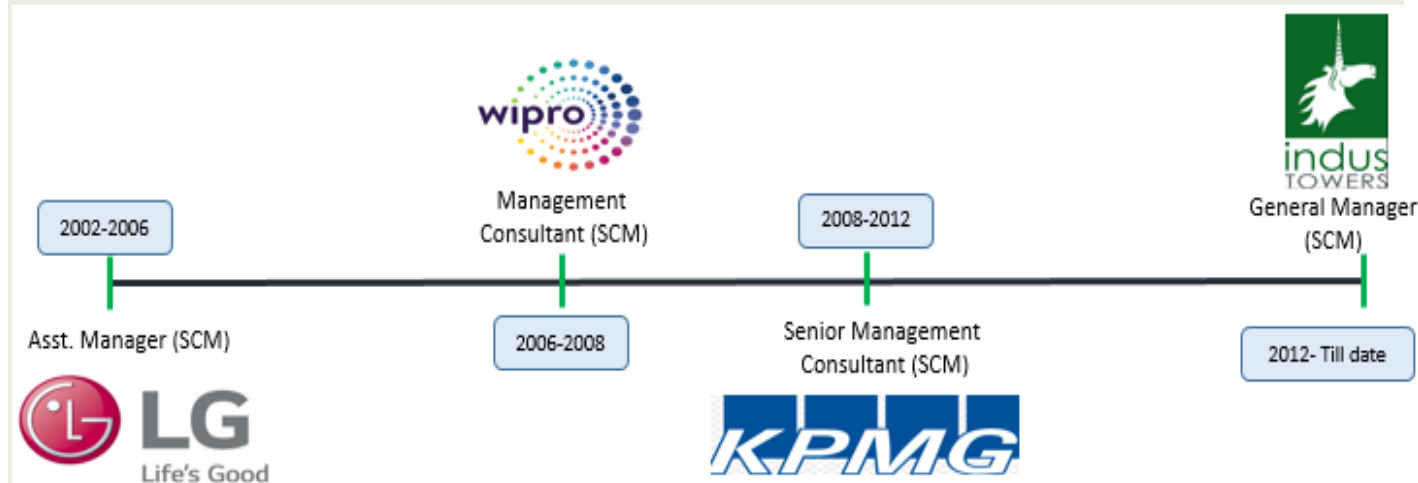 2002-2006
Asst. Manager (SCM)
LG
Life's Good
wipro
Management
Consultant (SCM)
2006-2008
2008-2012
Senior Management
Consultant (SCM)
KPMG
indus
TOWERS
General Manager
(SCM)
2012- Till date